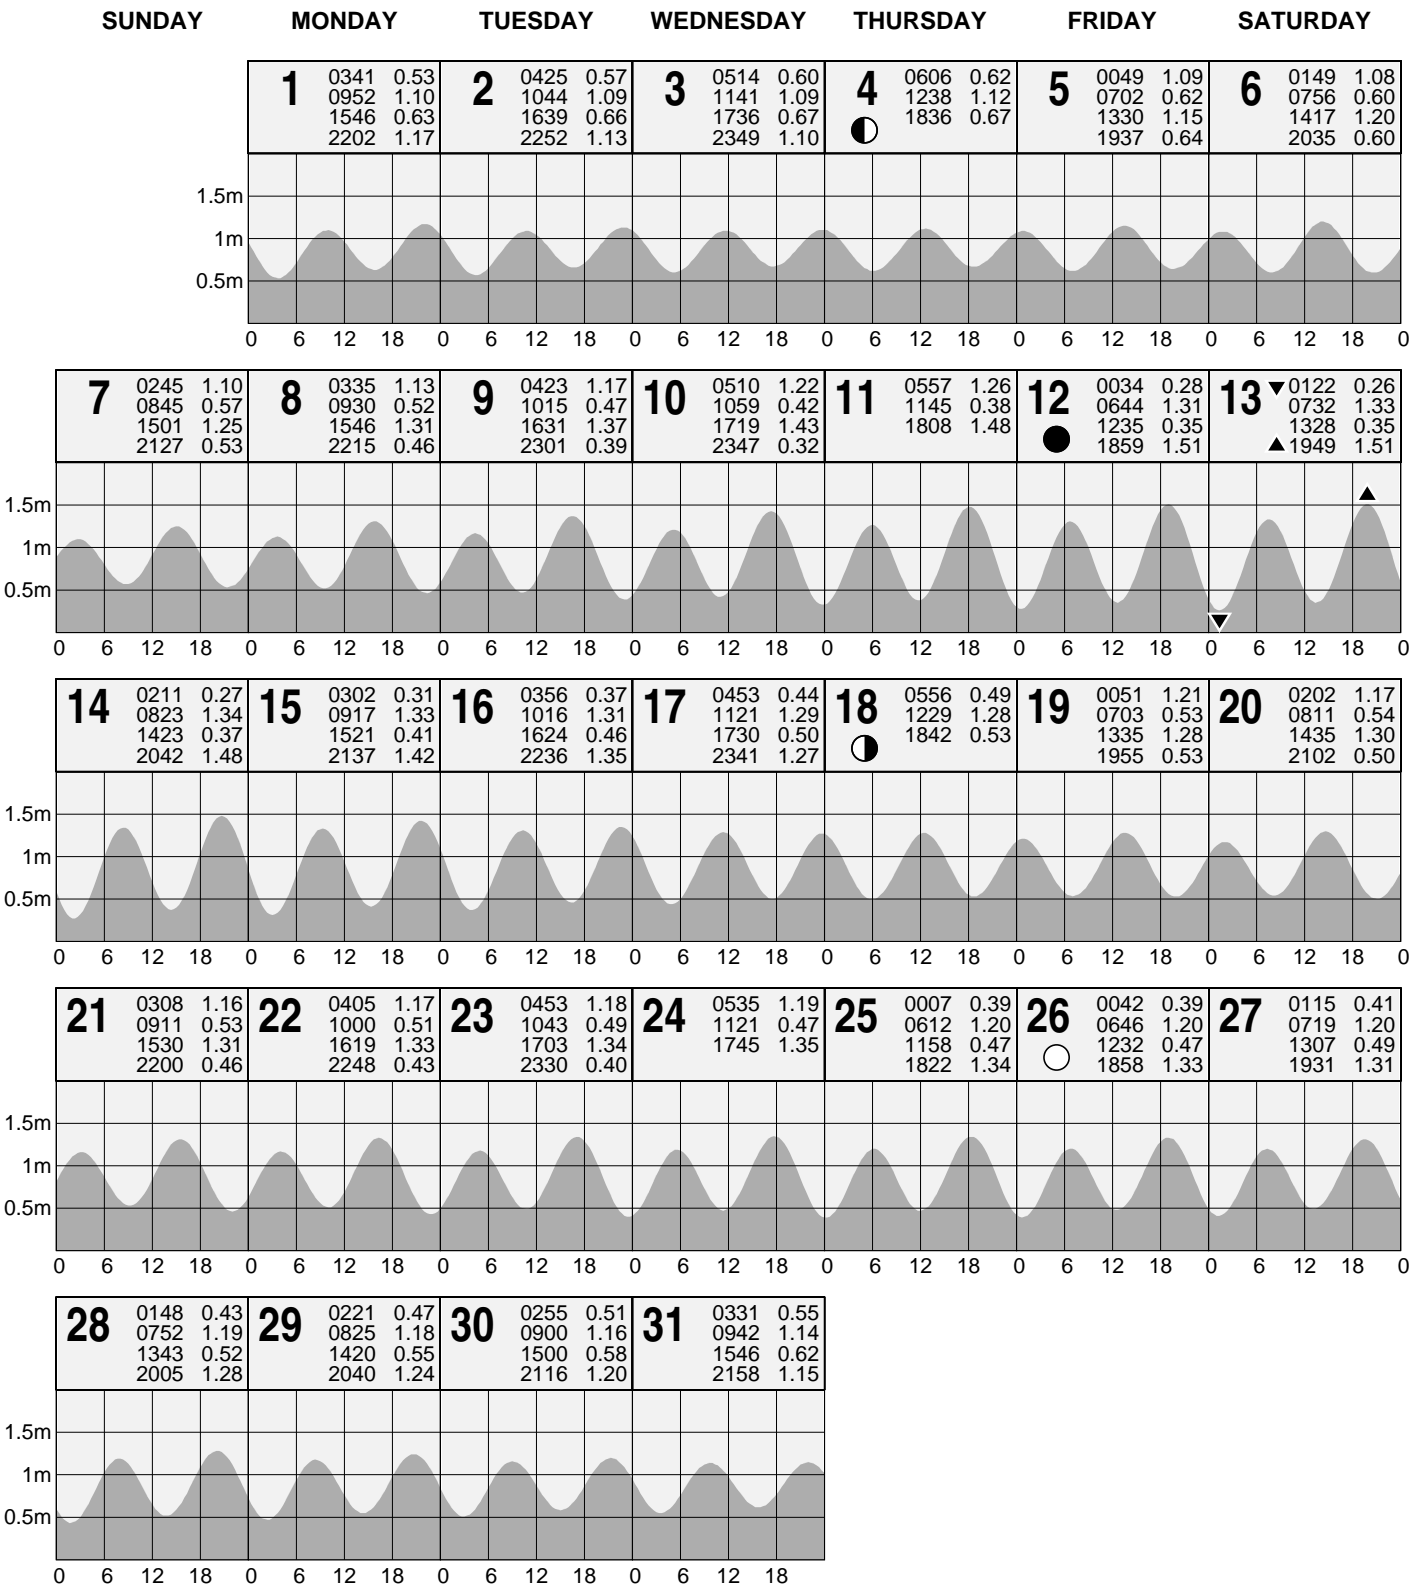 SUNDAY MONDAY TUESDAY WEDNESDAY THURSDAY FRIDAY SATURDAY
1 0341 0.53
0952 1.10
1546 0.63
2202 1.17
2 0425 0.57
1044 1.09
1639 0.66
2252 1.13
3 0514 0.60
1141 1.09
1736 0.67
2349 1.10
4 0606 0.62
1238 1.12
1836 0.67
5 0049 1.09
0702 0.62
1330 1.15
1937 0.64
6 0149 1.08
0756 0.60
1417 1.20
2035 0.60
1.5m
1m
0.5m
0 6 12 18 0 6 12 18 0 6 12 18 0 6 12 18 0 6 12 18 0 6 12 18 0
7 0245 1.10
0845 0.57
1501 1.25
2127 0.53
8 0335 1.13
0930 0.52
1546 1.31
2215 0.46
9 0423 1.17
1015 0.47
1631 1.37
2301 0.39
10 0510 1.22
1059 0.42
1719 1.43
2347 0.32
11 0557 1.26
1145 0.38
1808 1.48
12 0034 0.28
0644 1.31
1235 0.35
1859 1.51
13 0122 0.26
0732 1.33
1328 0.35
1949 1.51
1.5m
1m
0.5m
0 6 12 18 0 6 12 18 0 6 12 18 0 6 12 18 0 6 12 18 0 6 12 18 0 6 12 18 0
14 0211 0.27
0823 1.34
1423 0.37
2042 1.48
15 0302 0.31
0917 1.33
1521 0.41
2137 1.42
16 0356 0.37
1016 1.31
1624 0.46
2236 1.35
17 0453 0.44
1121 1.29
1730 0.50
2341 1.27
18 0556 0.49
1229 1.28
1842 0.53
19 0051 1.21
0703 0.53
1335 1.28
1955 0.53
20 0202 1.17
0811 0.54
1435 1.30
2102 0.50
1.5m
1m
0.5m
0 6 12 18 0 6 12 18 0 6 12 18 0 6 12 18 0 6 12 18 0 6 12 18 0 6 12 18 0
21 0308 1.16
0911 0.53
1530 1.31
2200 0.46
22 0405 1.17
1000 0.51
1619 1.33
2248 0.43
23 0453 1.18
1043 0.49
1703 1.34
2330 0.40
24 0535 1.19
1121 0.47
1745 1.35
25 0007 0.39
0612 1.20
1158 0.47
1822 1.34
26 0042 0.39
0646 1.20
1232 0.47
1858 1.33
27 0115 0.41
0719 1.20
1307 0.49
1931 1.31
1.5m
1m
0.5m
0 6 12 18 0 6 12 18 0 6 12 18 0 6 12 18 0 6 12 18 0 6 12 18 0 6 12 18 0
28 0148 0.43
0752 1.19
1343 0.52
2005 1.28
29 0221 0.47
0825 1.18
1420 0.55
2040 1.24
30 0255 0.51
0900 1.16
1500 0.58
2116 1.20
31 0331 0.55
0942 1.14
1546 0.62
2158 1.15
1.5m
1m
0.5m
0 6 12 18 0 6 12 18 0 6 12 18 0 6 12 18